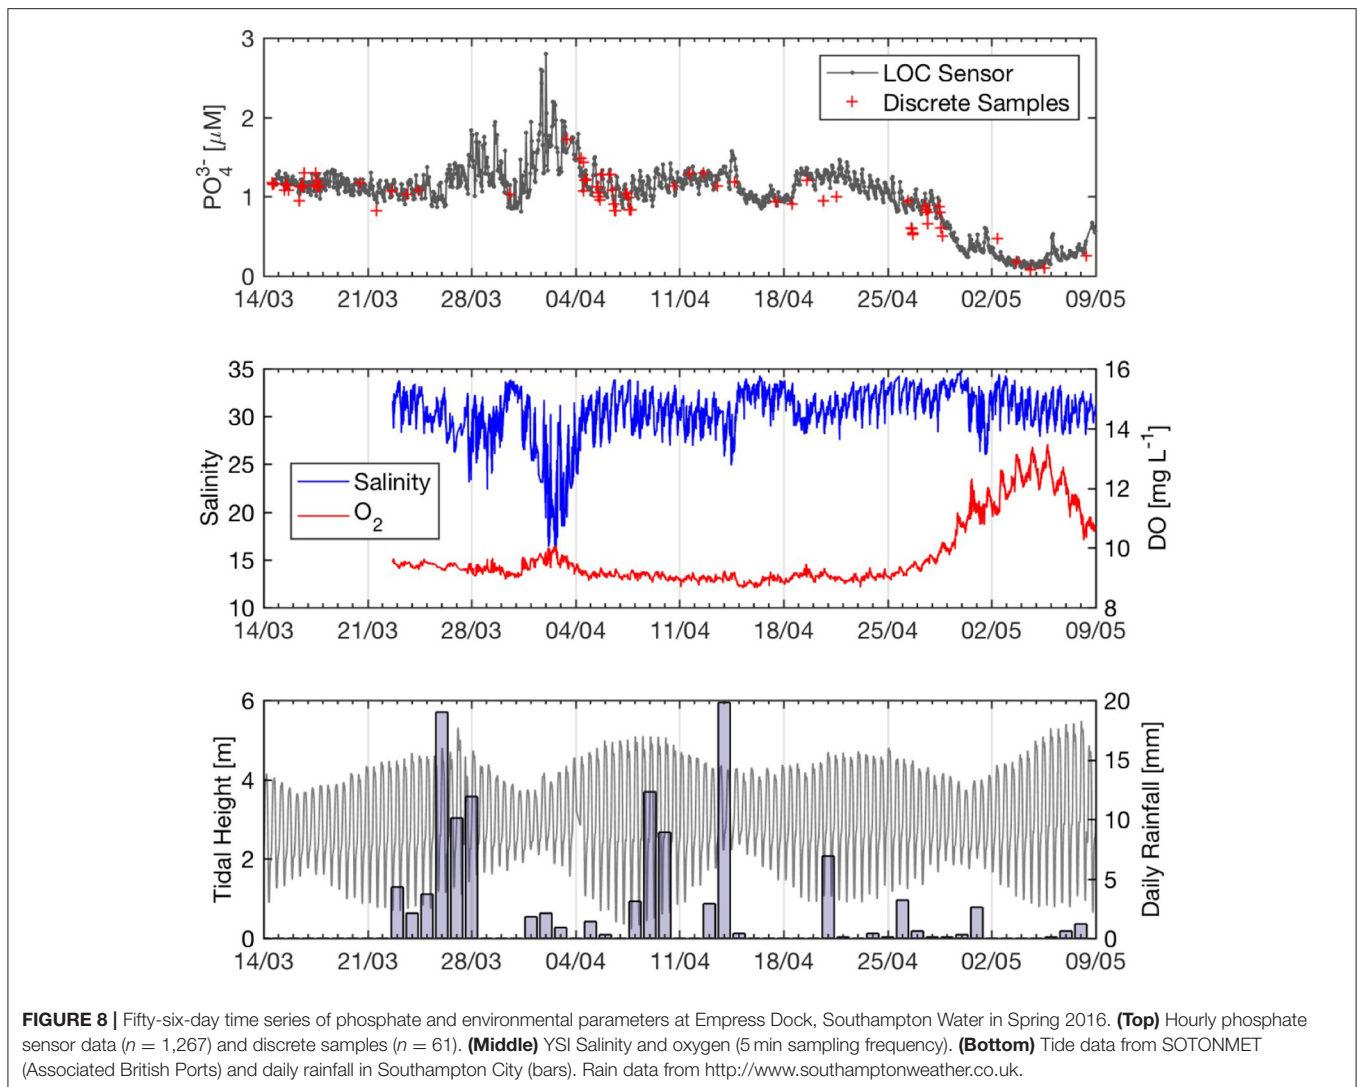 3
2
1
0
PO₄³⁻ [μM]
LOC Sensor
Discrete Samples
14/03 21/03 28/03 04/04 11/04 18/04 25/04 02/05 09/05
35
30
25
20
15
10
Salinity
Salinity
O₂
16
14
12
10
8
DO [mg L⁻¹]
14/03 21/03 28/03 04/04 11/04 18/04 25/04 02/05 09/05
6
4
2
0
Tidal Height [m]
20
15
10
5
0
Daily Rainfall [mm]
14/03 21/03 28/03 04/04 11/04 18/04 25/04 02/05 09/05
FIGURE 8 | Fifty-six-day time series of phosphate and environmental parameters at Empress Dock, Southampton Water in Spring 2016. (Top) Hourly phosphate
sensor data (n = 1,267) and discrete samples (n = 61). (Middle) YSI Salinity and oxygen (5 min sampling frequency). (Bottom) Tide data from SOTONMET
(Associated British Ports) and daily rainfall in Southampton City (bars). Rain data from http://www.southamptonweather.co.uk.